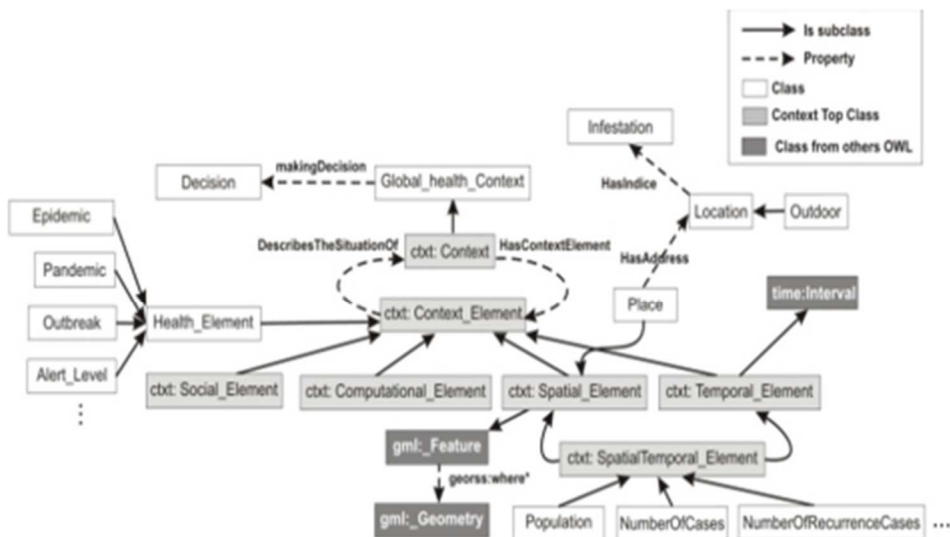 Is subclass
Property
Class
Context Top Class
Class from others OWL
Infestation
makingDecision
Decision
Global_health_Context
HasIndice
Epidemic
Location
Outdoor
DescribesTheSituationOf
HasContextElement
ctxt: Context
HasAddress
Pandemic
Place
time:Interval
ctxt: Context_Element
Outbreak
Health_Element
Alert_Level
ctxt: Social_Element
ctxt: Computational_Element
ctxt: Spatial_Element
ctxt: Temporal_Element
⋮
gml:_Feature
ctxt: SpatialTemporal_Element
georss:where*
gml:_Geometry
Population
NumberOfCases
NumberOfRecurrenceCases
...